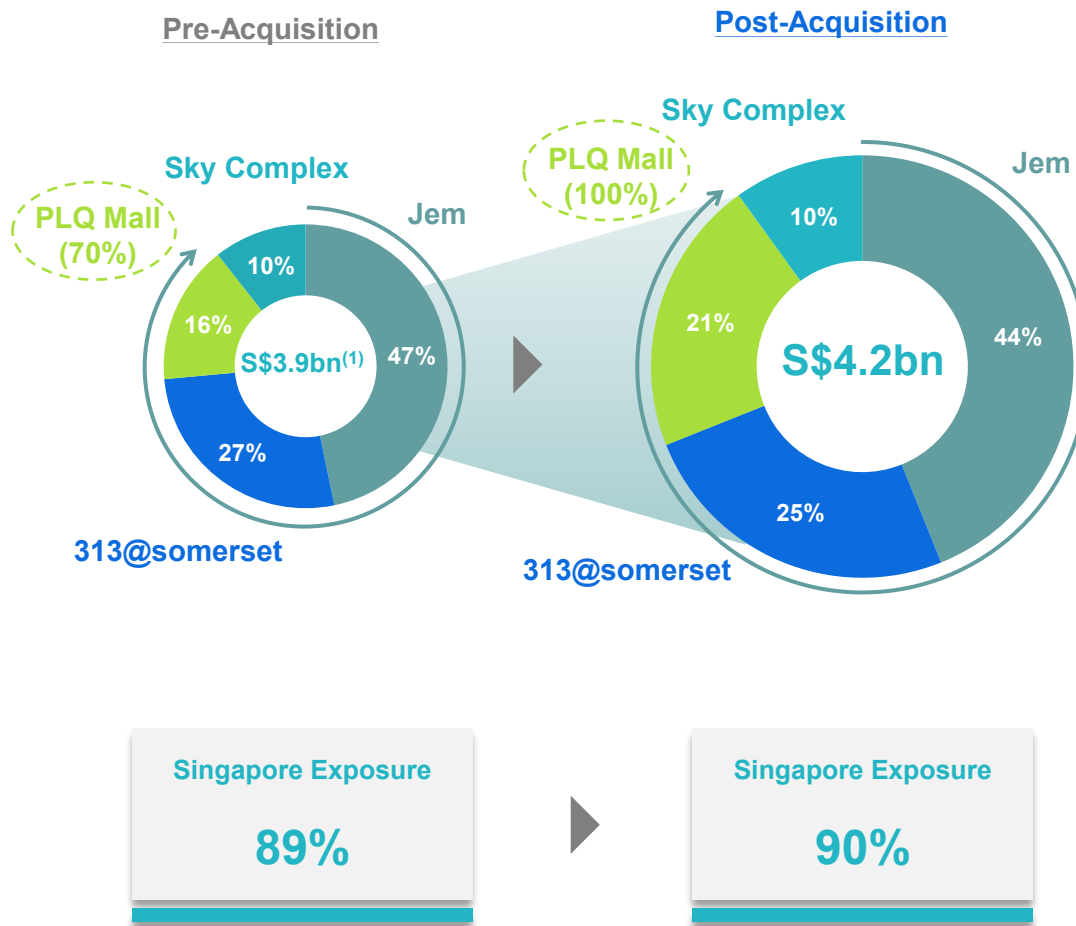 Pre-Acquisition
Post-Acquisition
Sky Complex
PLQ Mall
(70%)
Jem
10%
16%
47%
S$3.9bn(1)
27%
313@somerset
Sky Complex
PLQ Mall
(100%)
Jem
10%
21%
44%
S$4.2bn
25%
313@somerset
Singapore Exposure
89%
Singapore Exposure
90%